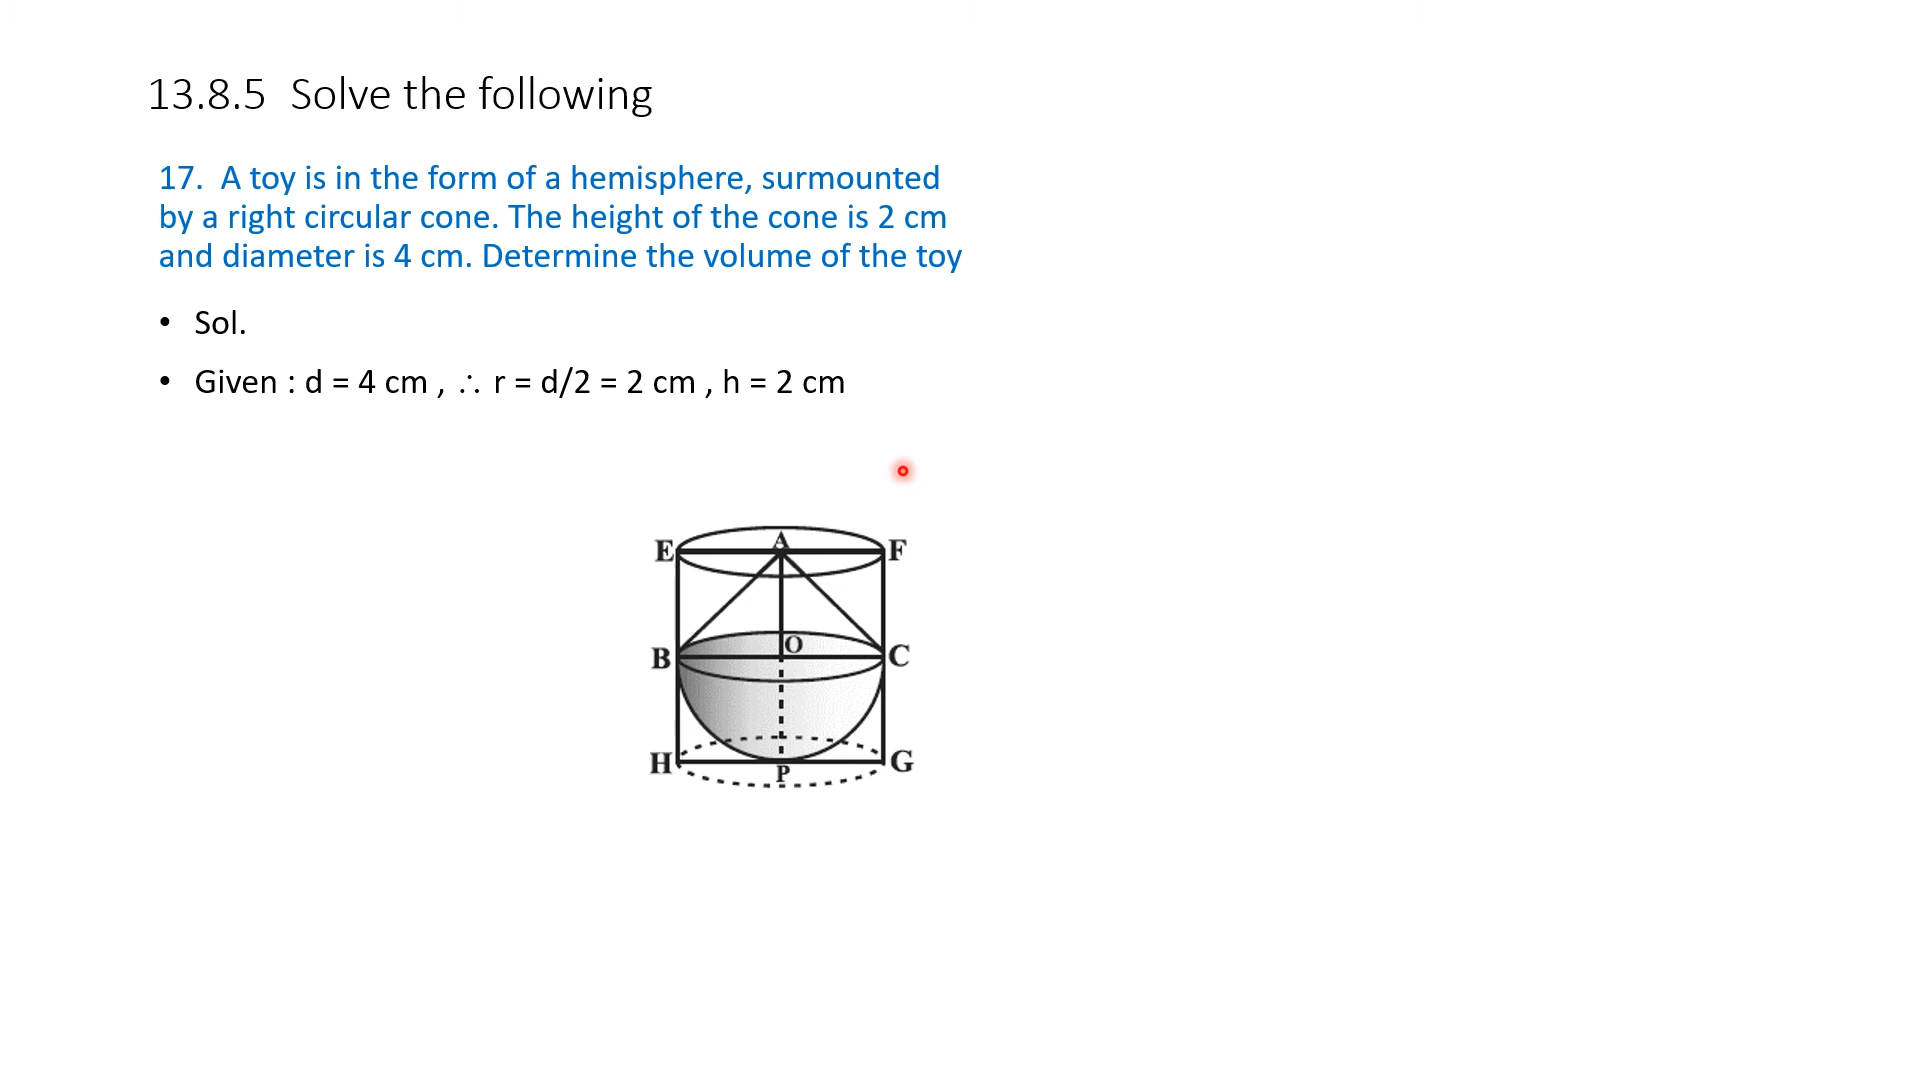 13.8.5 Solve the following
17. A toy is in the form of a hemisphere, surmounted
by a right circular cone. The height of the cone is 2 cm
and diameter is 4 cm. Determine the volume of the toy
• Sol.
• Given : d = 4 cm , ∴ r = d/2 = 2 cm , h = 2 cm
E A F
B O C
H P G